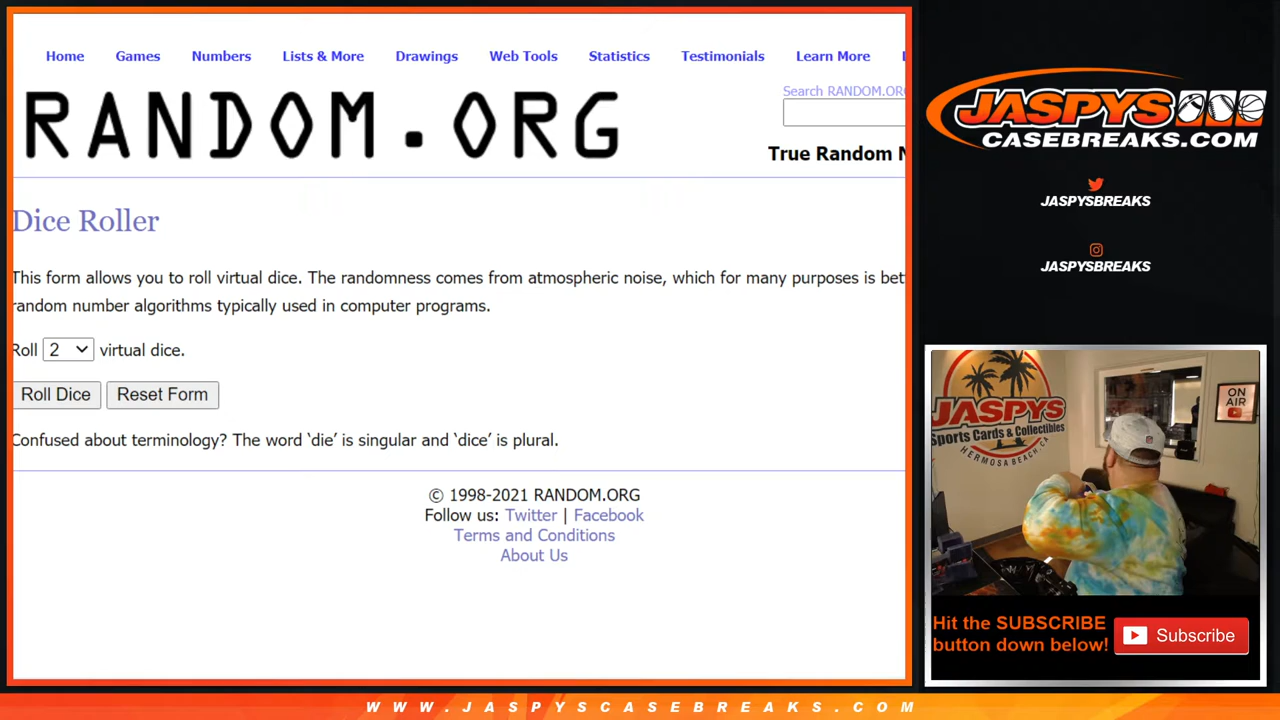 Home Games Numbers Lists & More Drawings Web Tools Statistics Testimonials Learn More
RANDOM.ORG
Search RANDOM.ORG
True Random N
Dice Roller
This form allows you to roll virtual dice. The randomness comes from atmospheric noise, which for many purposes is bet
random number algorithms typically used in computer programs.
Roll 2 virtual dice.
Roll Dice Reset Form
Confused about terminology? The word ‘die’ is singular and ‘dice’ is plural.
© 1998-2021 RANDOM.ORG
Follow us: Twitter | Facebook
Terms and Conditions
About Us
JASPYS
CASEBREAKS.COM
JASPYSBREAKS
JASPYSBREAKS
JASPYS
Sports Cards & Collectibles
HERMOSA BEACH, CA
ON
AIR
Hit the SUBSCRIBE
button down below!
Subscribe
WWW.JASPYSCASEBREAKS.COM